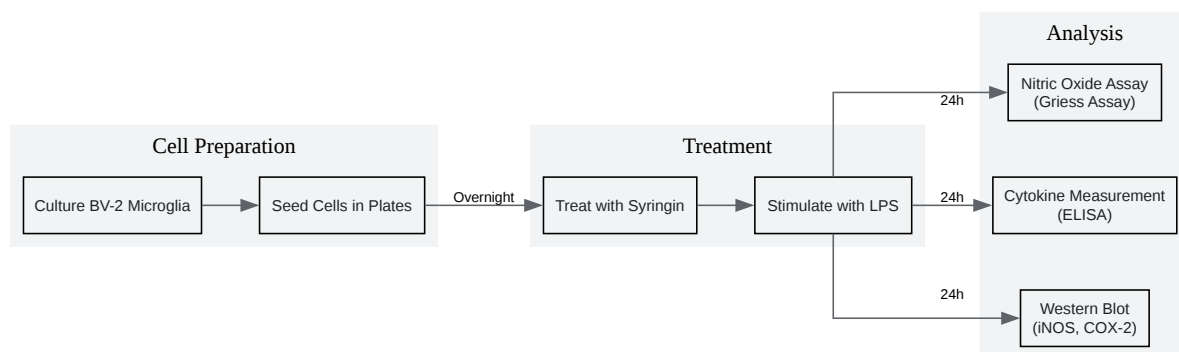 Cell Preparation
Culture BV-2 Microglia
Seed Cells in Plates
Overnight
Treatment
Treat with Syringin
Stimulate with LPS
24h
24h
24h
Analysis
Nitric Oxide Assay
(Griess Assay)
Cytokine Measurement
(ELISA)
Western Blot
(iNOS, COX-2)